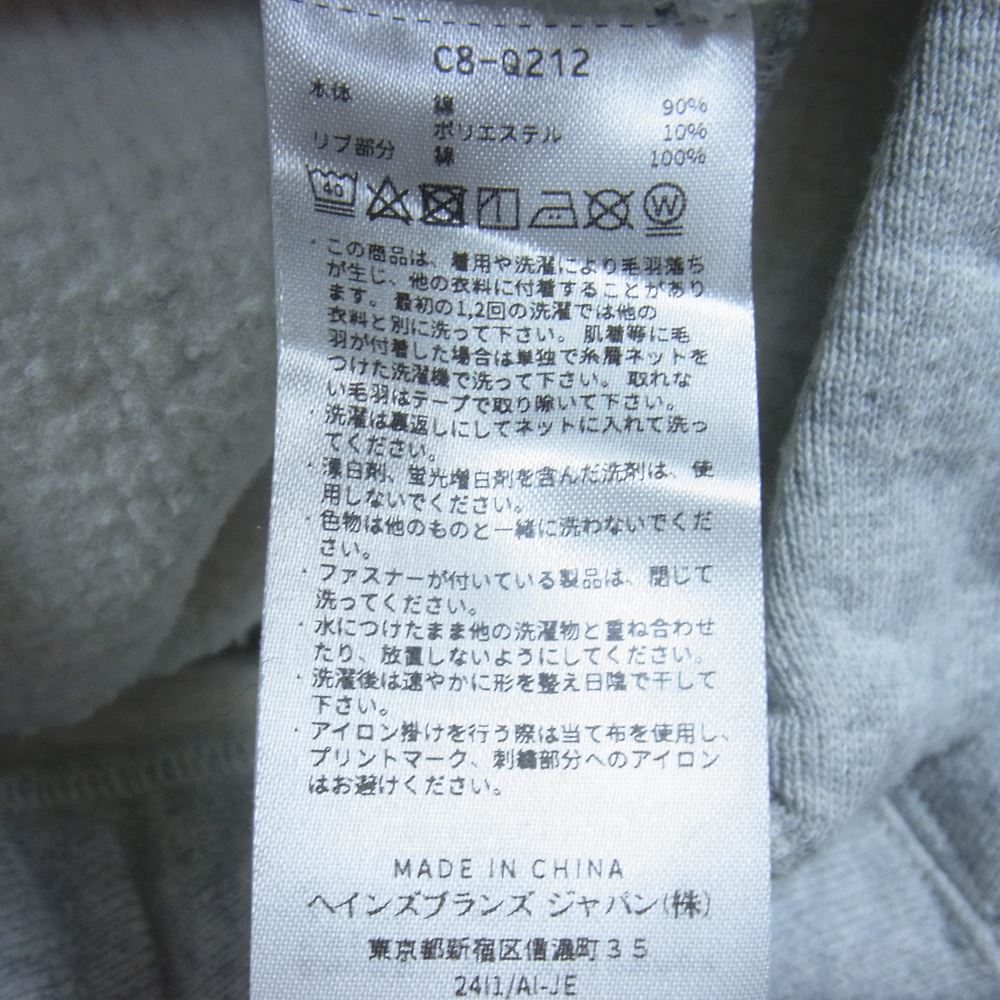 C8-Q212
本体 綿 90%
ポリエステル 10%
リブ部分 綿 100%
40 W
・この商品は、着用や洗濯により毛羽落ち
が生じ、他の衣料に付着することがあり
ます。最初の1,2回の洗濯では他の
衣料と別に洗って下さい。肌着等に毛
羽が付着した場合は単独で糸屑ネットを
つけた洗濯機で洗って下さい。取れな
い毛羽はテープで取り除いて下さい。
・洗濯は裏返しにしてネットに入れて洗っ
てください。
・漂白剤、蛍光増白剤を含んだ洗剤は、使
用しないでください。
・色物は他のものと一緒に洗わないでくだ
さい。
・ファスナーが付いている製品は、閉じて
洗ってください。
・水につけたまま他の洗濯物と重ね合わせ
たり、放置しないようにしてください。
・洗濯後は速やかに形を整え日陰で干して
下さい。
・アイロン掛けを行う際は当て布を使用し、
プリントマーク、刺繍部分へのアイロン
はお避けください。
MADE IN CHINA
ヘインズブランズ ジャパン(株)
東京都新宿区信濃町35
24I1/AI-JE